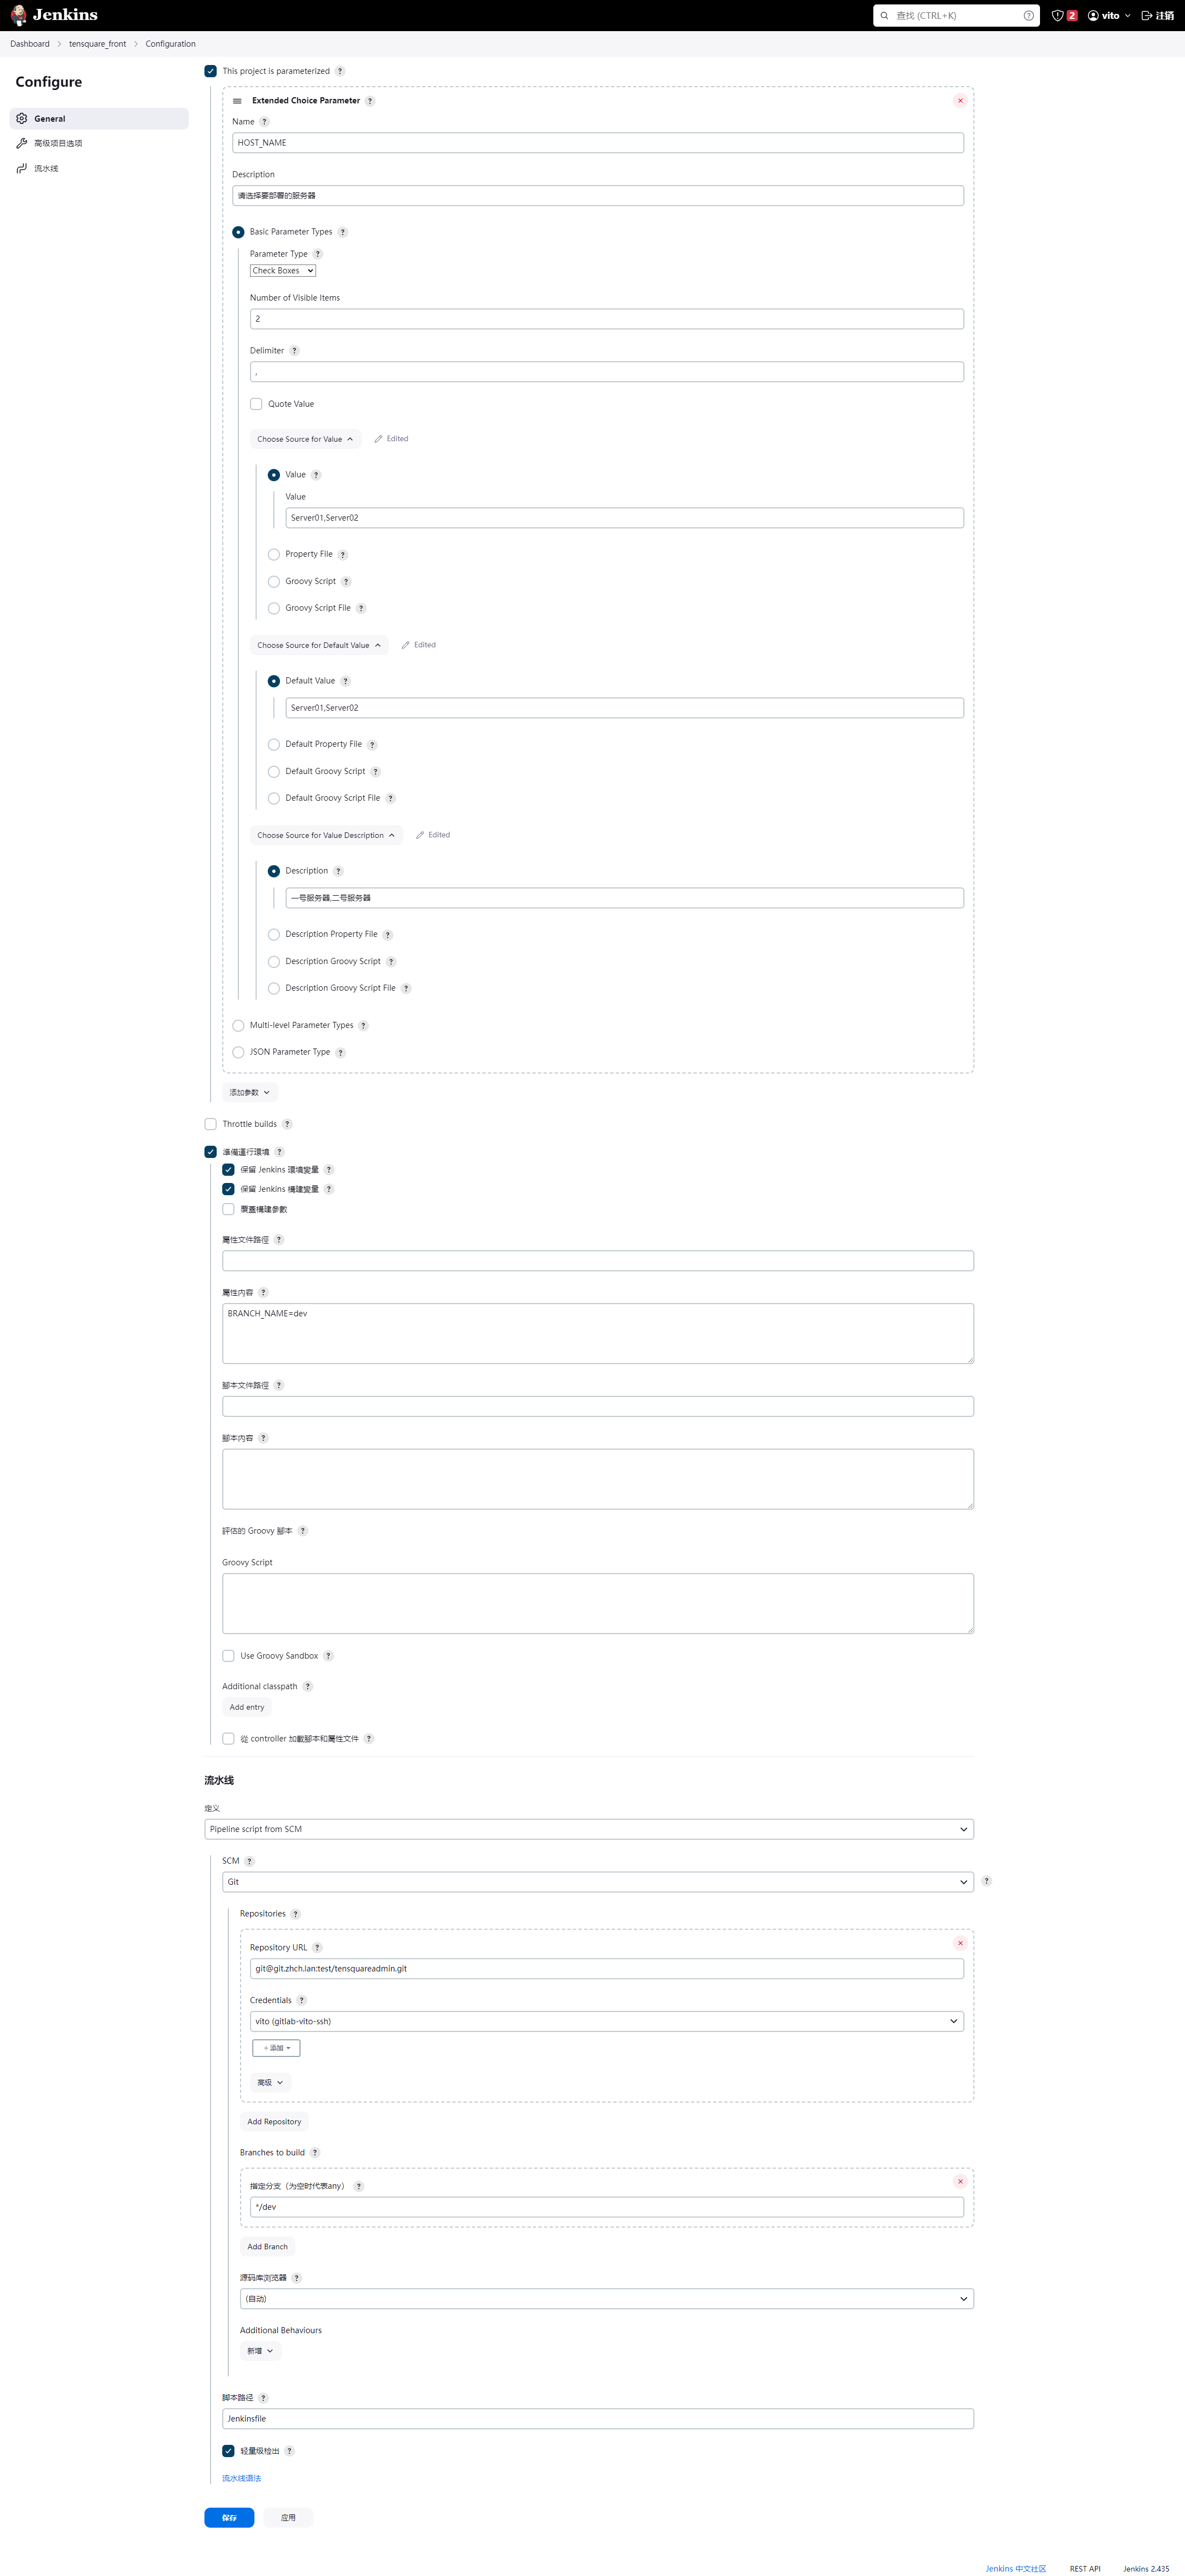 Jenkins
查找 (CTRL+K)
2
vito
注销
Dashboard
tensquare_front
Configuration
Configure
General
高级项目选项
流水线
This project is parameterized ?
Extended Choice Parameter ?
Name ?
HOST_NAME
Description
请选择要部署的服务器
Basic Parameter Types ?
Parameter Type ?
Check Boxes
Number of Visible Items
2
Delimiter ?
,
Quote Value
Choose Source for Value
Edited
Value ?
Value
Server01,Server02
Property File ?
Groovy Script ?
Groovy Script File ?
Choose Source for Default Value
Edited
Default Value ?
Server01,Server02
Default Property File ?
Default Groovy Script ?
Default Groovy Script File ?
Choose Source for Value Description
Edited
Description ?
一号服务器,二号服务器
Description Property File ?
Description Groovy Script ?
Description Groovy Script File ?
Multi-level Parameter Types ?
JSON Parameter Type ?
添加参数
Throttle builds ?
準備運行環境 ?
保留 Jenkins 環境變量 ?
保留 Jenkins 構建變量 ?
覆蓋構建參數
屬性文件路徑 ?
屬性内容 ?
BRANCH_NAME=dev
腳本文件路徑 ?
腳本内容 ?
評估的 Groovy 腳本 ?
Groovy Script
Use Groovy Sandbox ?
Additional classpath ?
Add entry
從 controller 加載腳本和屬性文件 ?
流水线
定义
Pipeline script from SCM
SCM ?
Git
?
Repositories ?
Repository URL ?
git@git.zhch.lan:test/tensquareadmin.git
Credentials ?
vito (gitlab-vito-ssh)
+添加
高级
Add Repository
Branches to build ?
指定分支（为空时代表any） ?
*/dev
Add Branch
源码库浏览器 ?
(自动)
Additional Behaviours
新增
脚本路径 ?
Jenkinsfile
轻量级检出 ?
流水线语法
保存
应用
Jenkins 中文社区
REST API
Jenkins 2.435